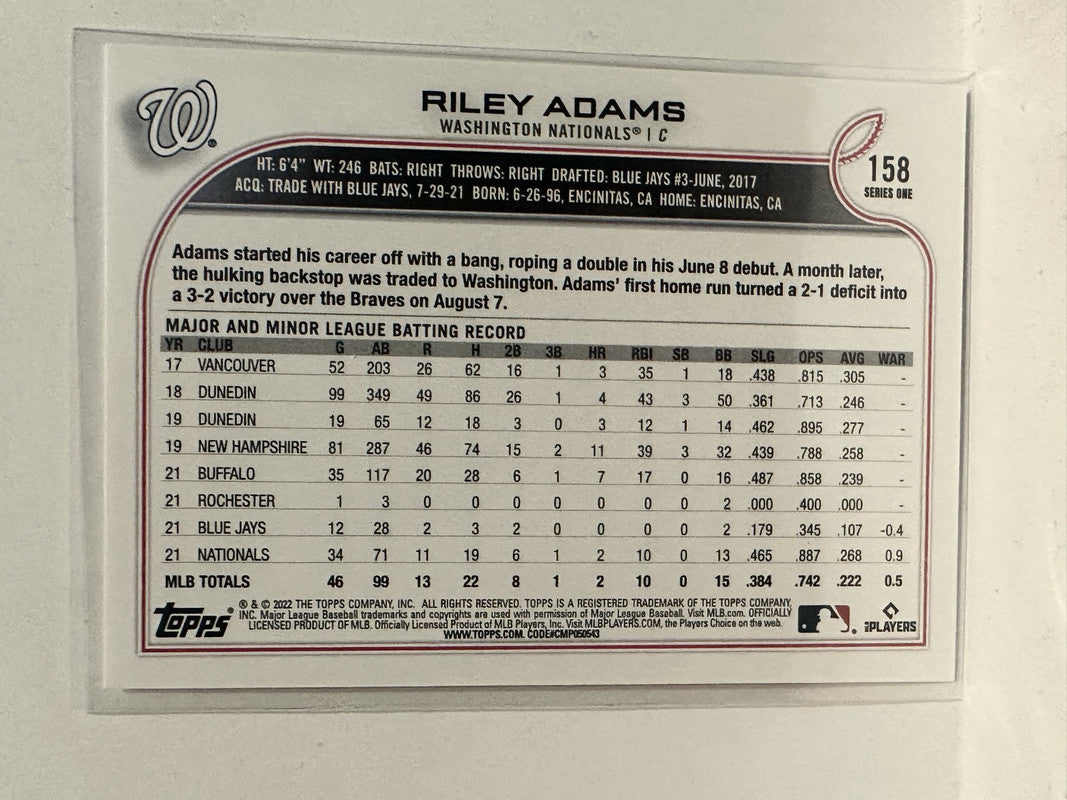 W®
RILEY ADAMS
WASHINGTON NATIONALS® | C
HT: 6'4" WT: 246 BATS: RIGHT THROWS: RIGHT DRAFTED: BLUE JAYS #3-JUNE, 2017
ACQ: TRADE WITH BLUE JAYS, 7-29-21 BORN: 6-26-96, ENCINITAS, CA HOME: ENCINITAS, CA
158
SERIES ONE
Adams started his career off with a bang, roping a double in his June 8 debut. A month later,
the hulking backstop was traded to Washington. Adams' first home run turned a 2-1 deficit into
a 3-2 victory over the Braves on August 7.
MAJOR AND MINOR LEAGUE BATTING RECORD
YR CLUB G AB R H 2B 3B HR RBI SB BB SLG OPS AVG WAR
17 VANCOUVER 52 203 26 62 16 1 3 35 1 18 .438 .815 .305 -
18 DUNEDIN 99 349 49 86 26 1 4 43 3 50 .361 .713 .246 -
19 DUNEDIN 19 65 12 18 3 0 3 12 1 14 .462 .895 .277 -
19 NEW HAMPSHIRE 81 287 46 74 15 2 11 39 3 32 .439 .788 .258 -
21 BUFFALO 35 117 20 28 6 1 7 17 0 16 .487 .858 .239 -
21 ROCHESTER 1 3 0 0 0 0 0 0 0 2 .000 .400 .000 -
21 BLUE JAYS 12 28 2 3 2 0 0 0 0 2 .179 .345 .107 -0.4
21 NATIONALS 34 71 11 19 6 1 2 10 0 13 .465 .887 .268 0.9
MLB TOTALS 46 99 13 22 8 1 2 10 0 15 .384 .742 .222 0.5
Topps®
® & © 2022 THE TOPPS COMPANY, INC. ALL RIGHTS RESERVED. TOPPS IS A REGISTERED TRADEMARK OF THE TOPPS COMPANY,
INC. Major League Baseball trademarks and copyrights are used with permission of Major League Baseball. Visit MLB.com. OFFICIALLY
LICENSED PRODUCT OF MLB. Officially Licensed Product of MLB Players, Inc. Visit MLBPLAYERS.COM, the Players Choice on the web.
WWW.TOPPS.COM. CODE#CMP050543
MLB PLAYERS